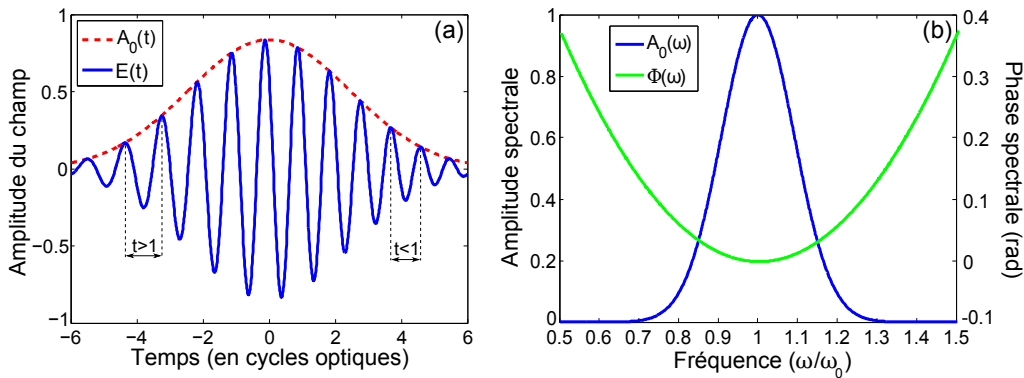 (a)
A₀(t)
E(t)
Amplitude du champ
1
0.5
0
−0.5
−1
t>1
t<1
−6 −4 −2 0 2 4 6
Temps (en cycles optiques)
(b)
A₀(ω)
Φ(ω)
Amplitude spectrale
1
0.8
0.6
0.4
0.2
0
0.5 0.6 0.7 0.8 0.9 1 1.1 1.2 1.3 1.4 1.5
Fréquence (ω/ω₀)
0.4
0.3
0.2
0.1
0
-0.1
Phase spectrale (rad)